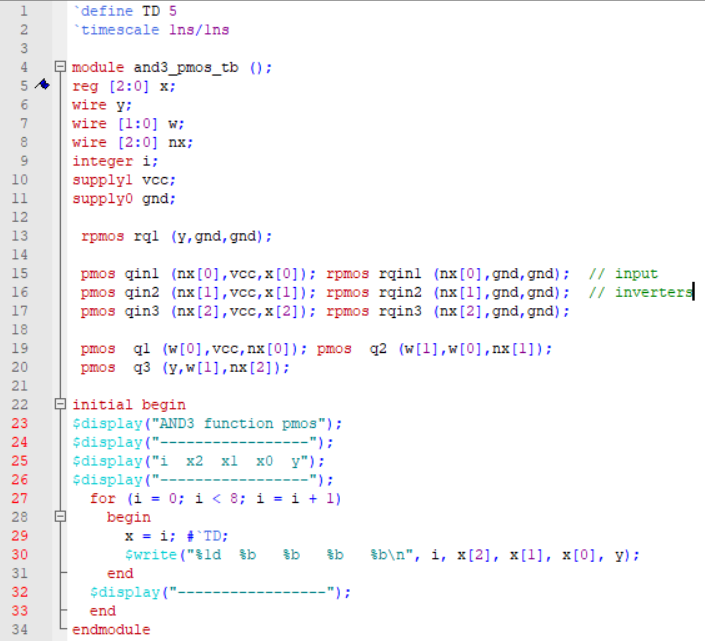 1 `define TD 5
2 `timescale 1ns/1ns
3
4 module and3_pmos_tb ();
5 reg [2:0] x;
6 wire y;
7 wire [1:0] w;
8 wire [2:0] nx;
9 integer i;
10 supply1 vcc;
11 supply0 gnd;
12
13 rpmos rq1 (y,gnd,gnd);
14
15 pmos qin1 (nx[0],vcc,x[0]); rpmos rqin1 (nx[0],gnd,gnd); // input
16 pmos qin2 (nx[1],vcc,x[1]); rpmos rqin2 (nx[1],gnd,gnd); // inverters
17 pmos qin3 (nx[2],vcc,x[2]); rpmos rqin3 (nx[2],gnd,gnd);
18
19 pmos q1 (w[0],vcc,nx[0]); pmos q2 (w[1],w[0],nx[1]);
20 pmos q3 (y,w[1],nx[2]);
21
22 initial begin
23 $display("AND3 function pmos");
24 $display("-----------------");
25 $display("i  x2  x1  x0  y");
26 $display("-----------------");
27 for (i = 0; i < 8; i = i + 1)
28 begin
29 x = i; #`TD;
30 $write("%1d  %b   %b   %b   %b\n", i, x[2], x[1], x[0], y);
31 end
32 $display("-----------------");
33 end
34 endmodule